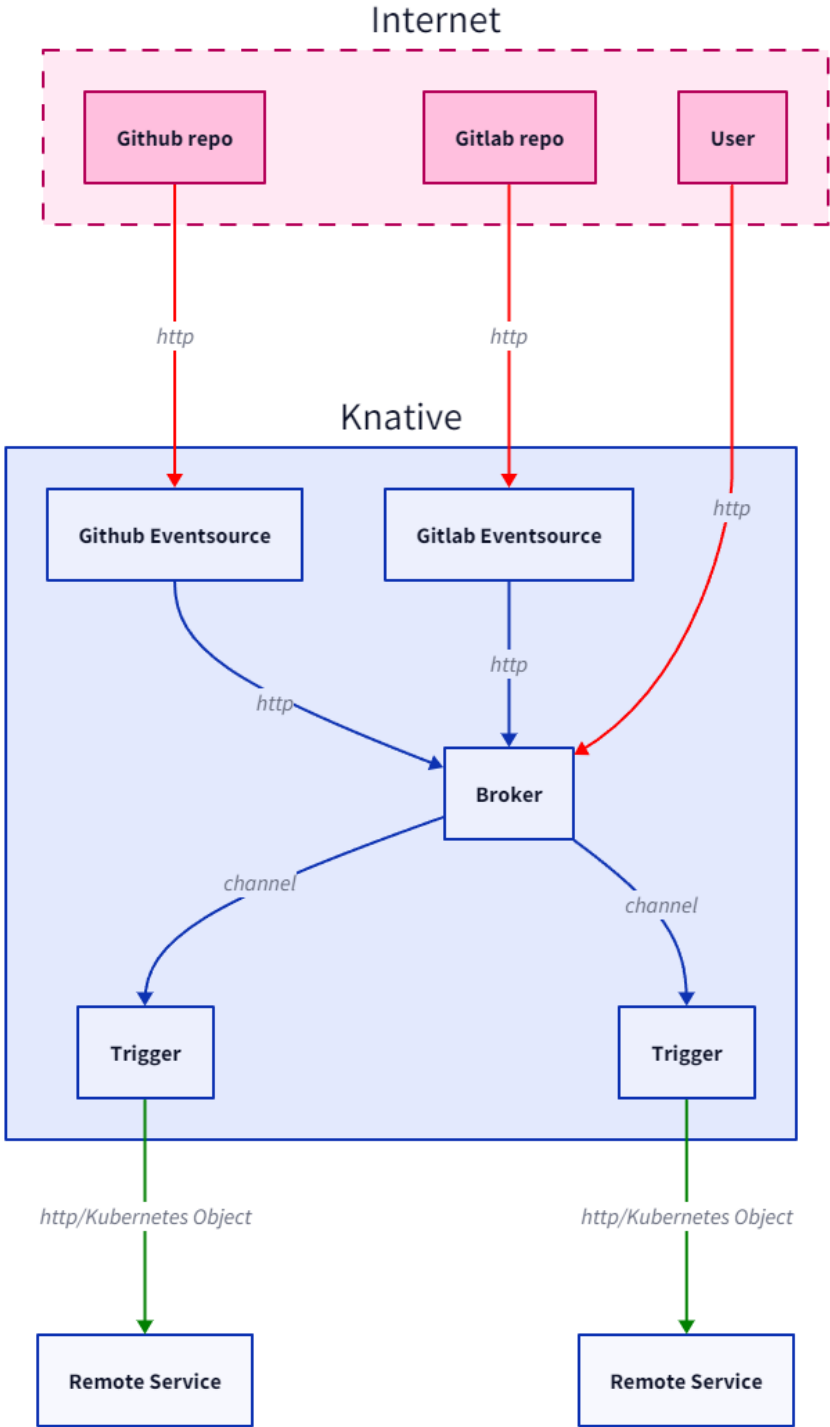 Internet
Github repo
Gitlab repo
User
http
http
Knative
http
Github Eventsource
Gitlab Eventsource
http
http
Broker
channel
channel
Trigger
Trigger
http/Kubernetes Object
http/Kubernetes Object
Remote Service
Remote Service